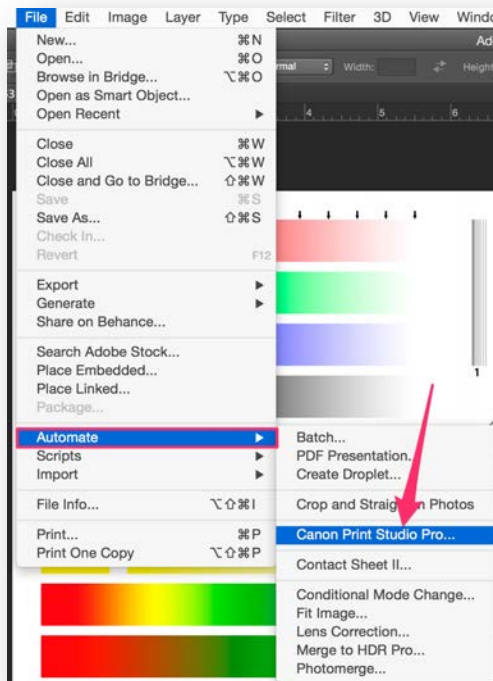 File Edit Image Layer Type Select Filter 3D View
New... ⌘N
Open... ⌘O
Browse in Bridge... ⌥⌘O
Open as Smart Object...
Open Recent
Close ⌘W
Close All ⌥⌘W
Close and Go to Bridge... ⇧⌘W
Save ⌘S
Save As... ⇧⌘S
Check In...
Revert F12
Export
Generate
Share on Behance...
Search Adobe Stock...
Place Embedded...
Place Linked...
Package...
Automate
Scripts
Import
File Info... ⌥⇧⌘I
Print... ⌘P
Print One Copy ⌥⇧⌘P
Width:
Height
4 5 6
1
Batch...
PDF Presentation.
Create Droplet...
Crop and Photos
Canon Print Studio Pro...
Contact Sheet II...
Conditional Mode Change...
Fit Image...
Lens Correction...
Merge to HDR Pro...
Photomerge...